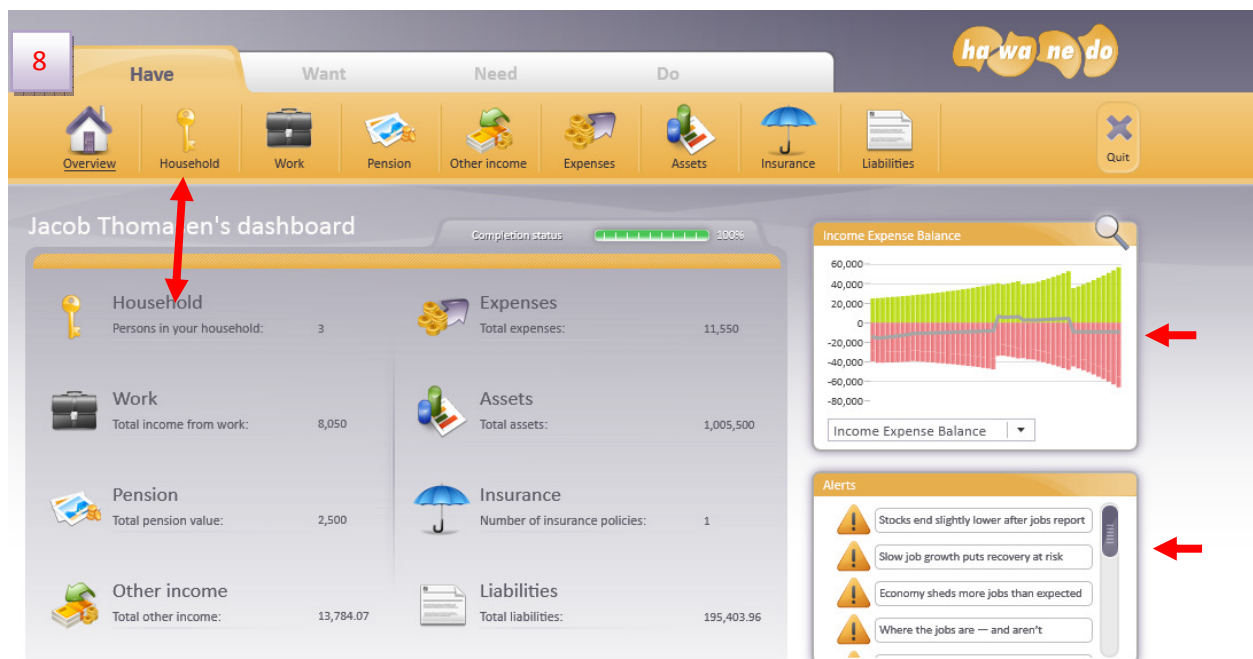 8
Have Want Need Do
ha wa ne do
Overview Household Work Pension Other income Expenses Assets Insurance Liabilities
Quit
Jacob dashboard
Completion status 100%
Household
Persons in your household: 3
Work
Total income from work: 8,050
Pension
Total pension value: 2,500
Other income
Total other income: 13,784.07
Expenses
Total expenses: 11,550
Assets
Total assets: 1,005,500
Insurance
Number of insurance policies: 1
Liabilities
Total liabilities: 195,403.96
Income Expense Balance
60,000
40,000
20,000
0
-20,000
-40,000
-60,000
-80,000
Income Expense Balance
Alerts
Stocks end slightly lower after jobs report
Slow job growth puts recovery at risk
Economy sheds more jobs than expected
Where the jobs are — and aren't